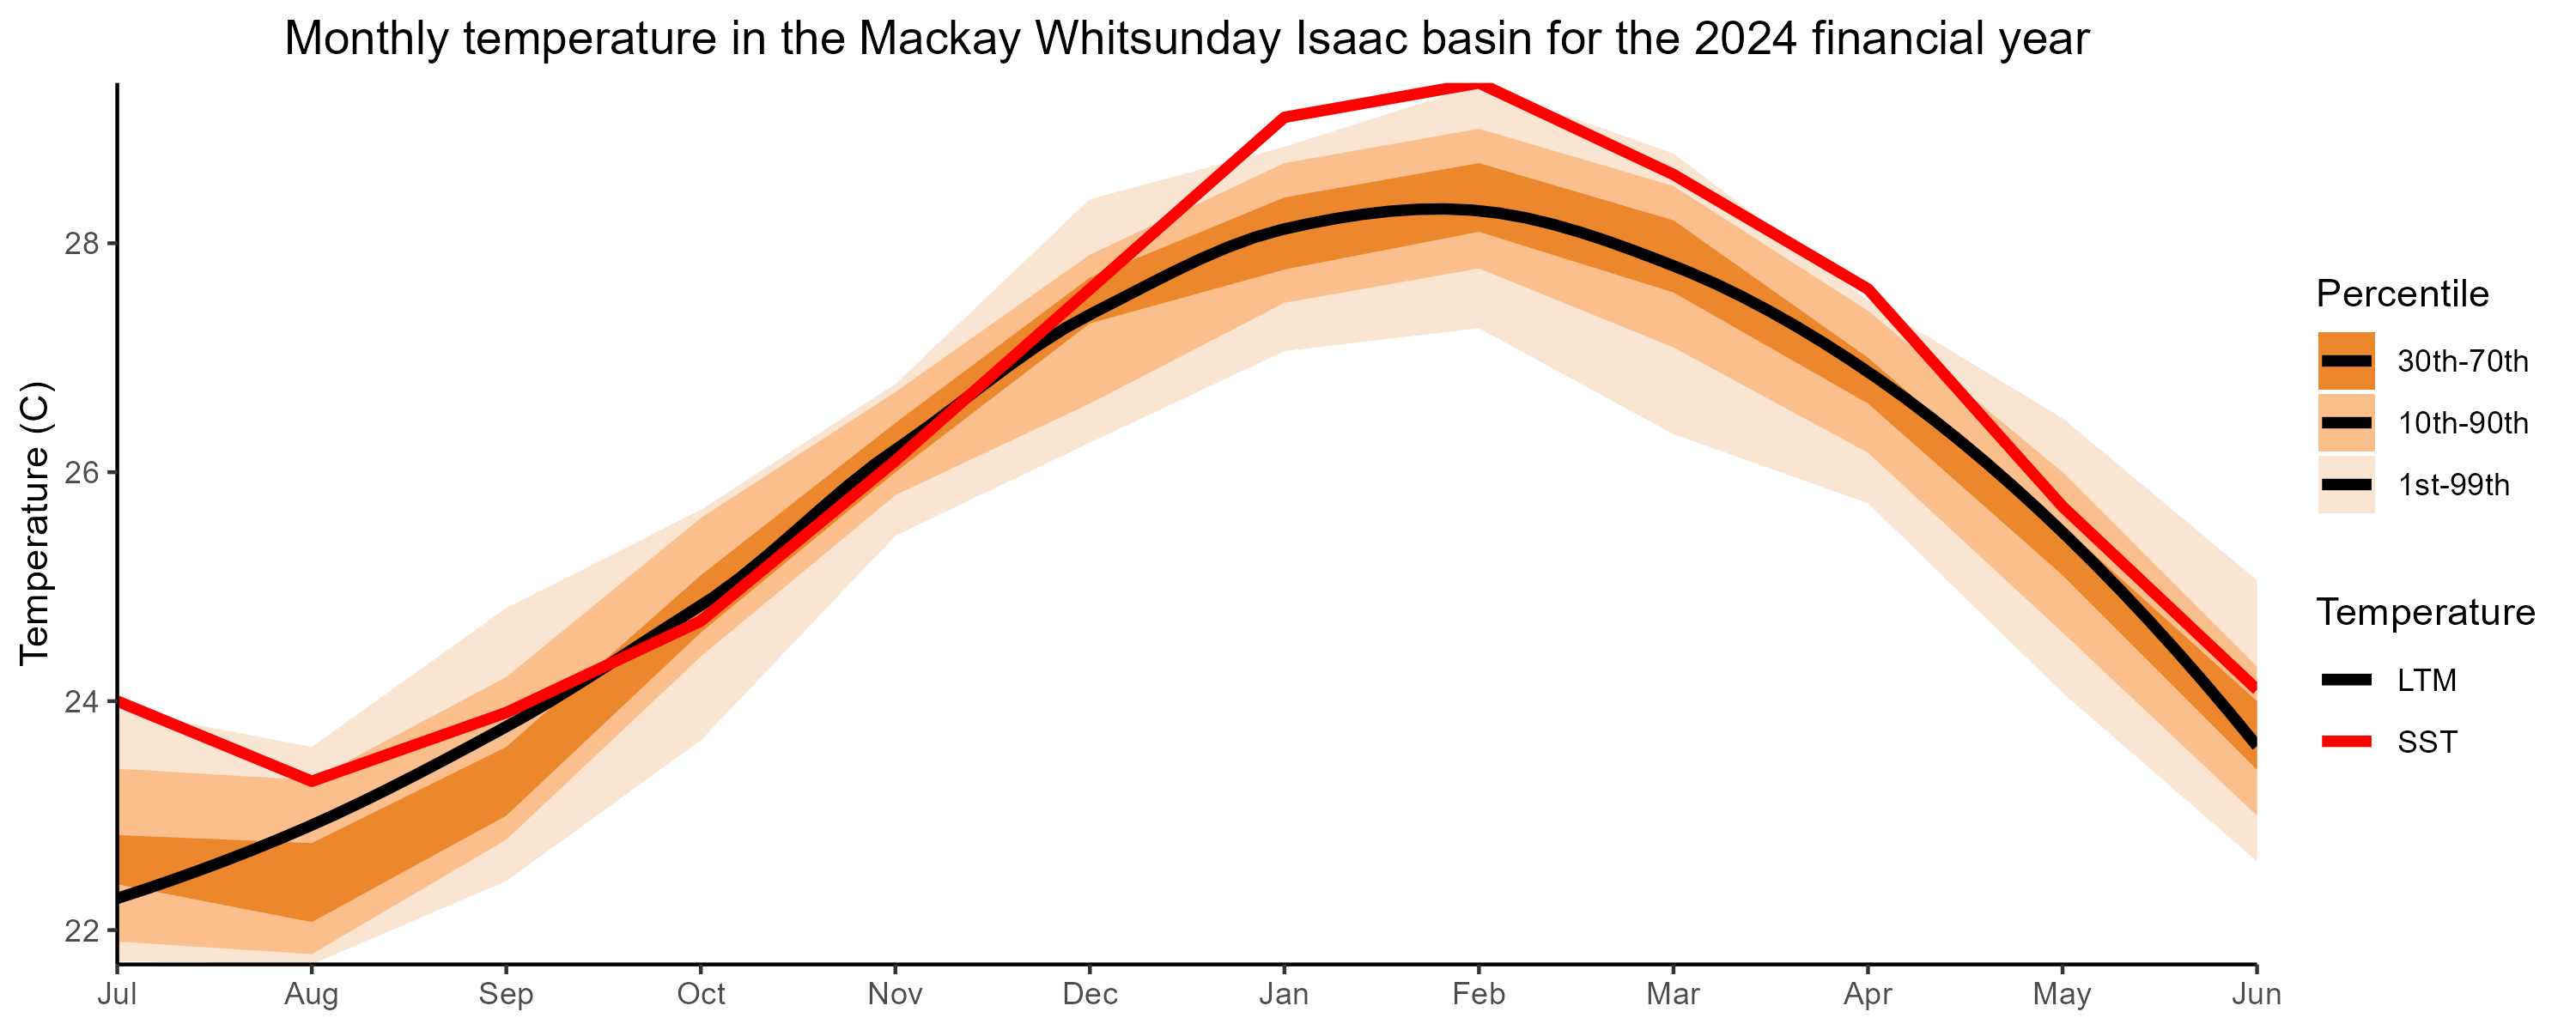 Monthly temperature in the Mackay Whitsunday Isaac basin for the 2024 financial year
Temperature (C)
28
26
24
22
Jul Aug Sep Oct Nov Dec Jan Feb Mar Apr May Jun
Percentile
30th-70th
10th-90th
1st-99th
Temperature
LTM
SST